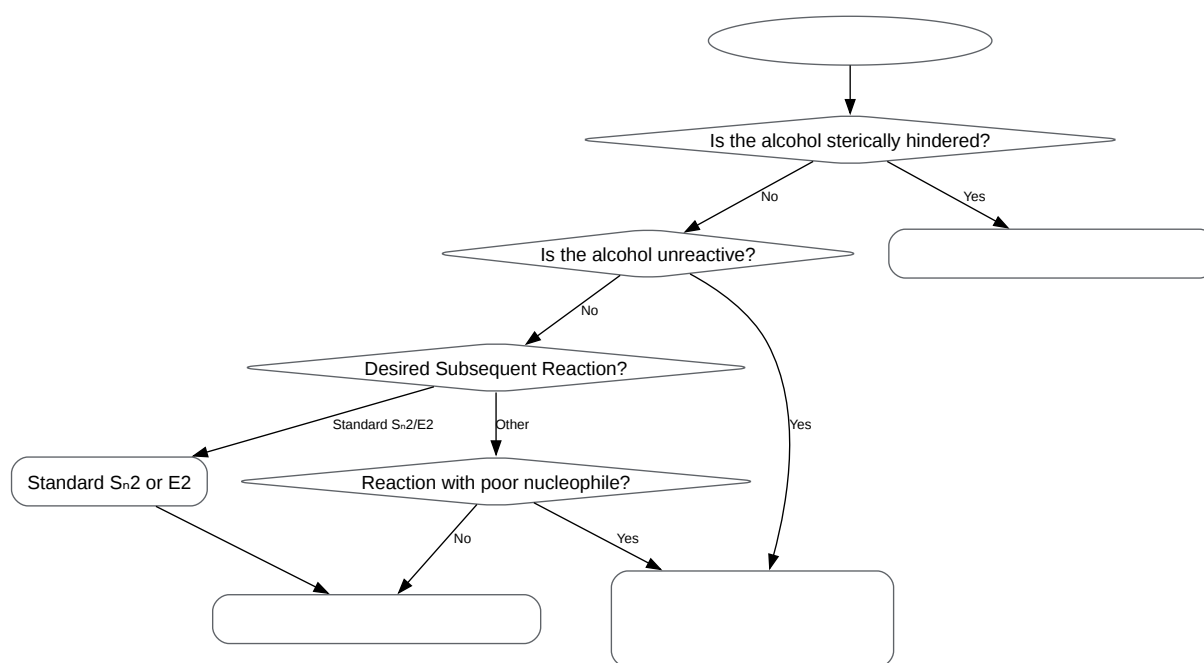 Is the alcohol sterically hindered?
No
Yes
Is the alcohol unreactive?
No
Desired Subsequent Reaction?
Standard Sₙ2/E2
Other
Yes
Standard Sₙ2 or E2
Reaction with poor nucleophile?
No
Yes